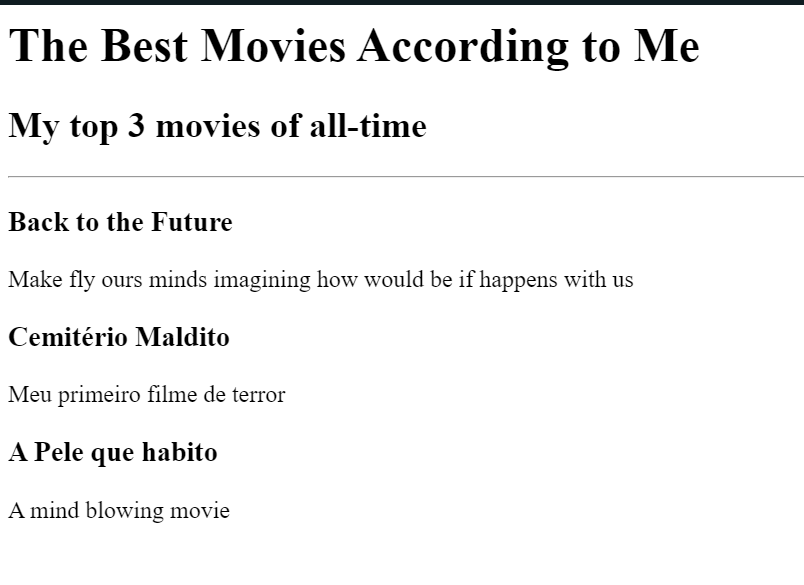 The Best Movies According to Me
My top 3 movies of all-time
Back to the Future
Make fly ours minds imagining how would be if happens with us
Cemitério Maldito
Meu primeiro filme de terror
A Pele que habito
A mind blowing movie